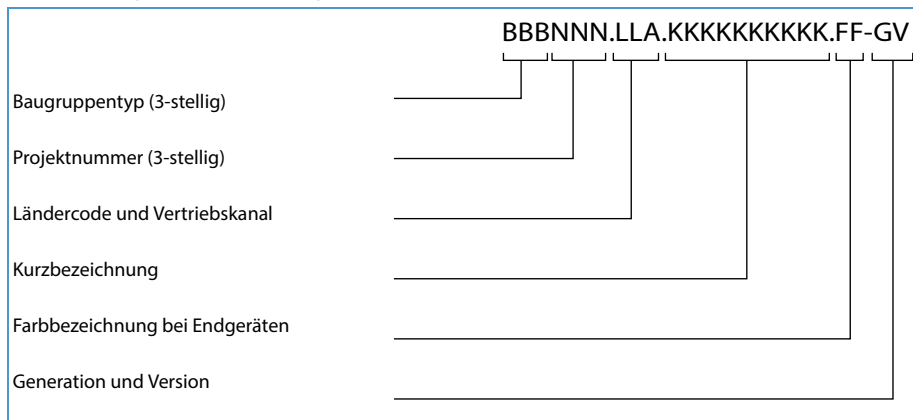 BBBNNN.LLA.KKKKKKKKKK.FF-GV
Baugruppentyp (3-stellig)
Projektnummer (3-stellig)
Ländercode und Vertriebskanal
Kurzbezeichnung
Farbbezeichnung bei Endgeräten
Generation und Version